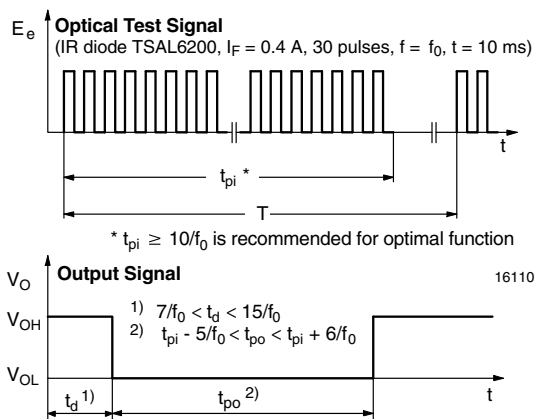 E_e Optical Test Signal
(IR diode TSAL6200, I_F = 0.4 A, 30 pulses, f = f_0, t = 10 ms)
t
t_pi *
T
* t_pi ≥ 10/f_0 is recommended for optimal function
V_O Output Signal 16110
V_OH 1) 7/f_0 < t_d < 15/f_0
2) t_pi - 5/f_0 < t_po < t_pi + 6/f_0
V_OL
t_d 1) t_po 2) t